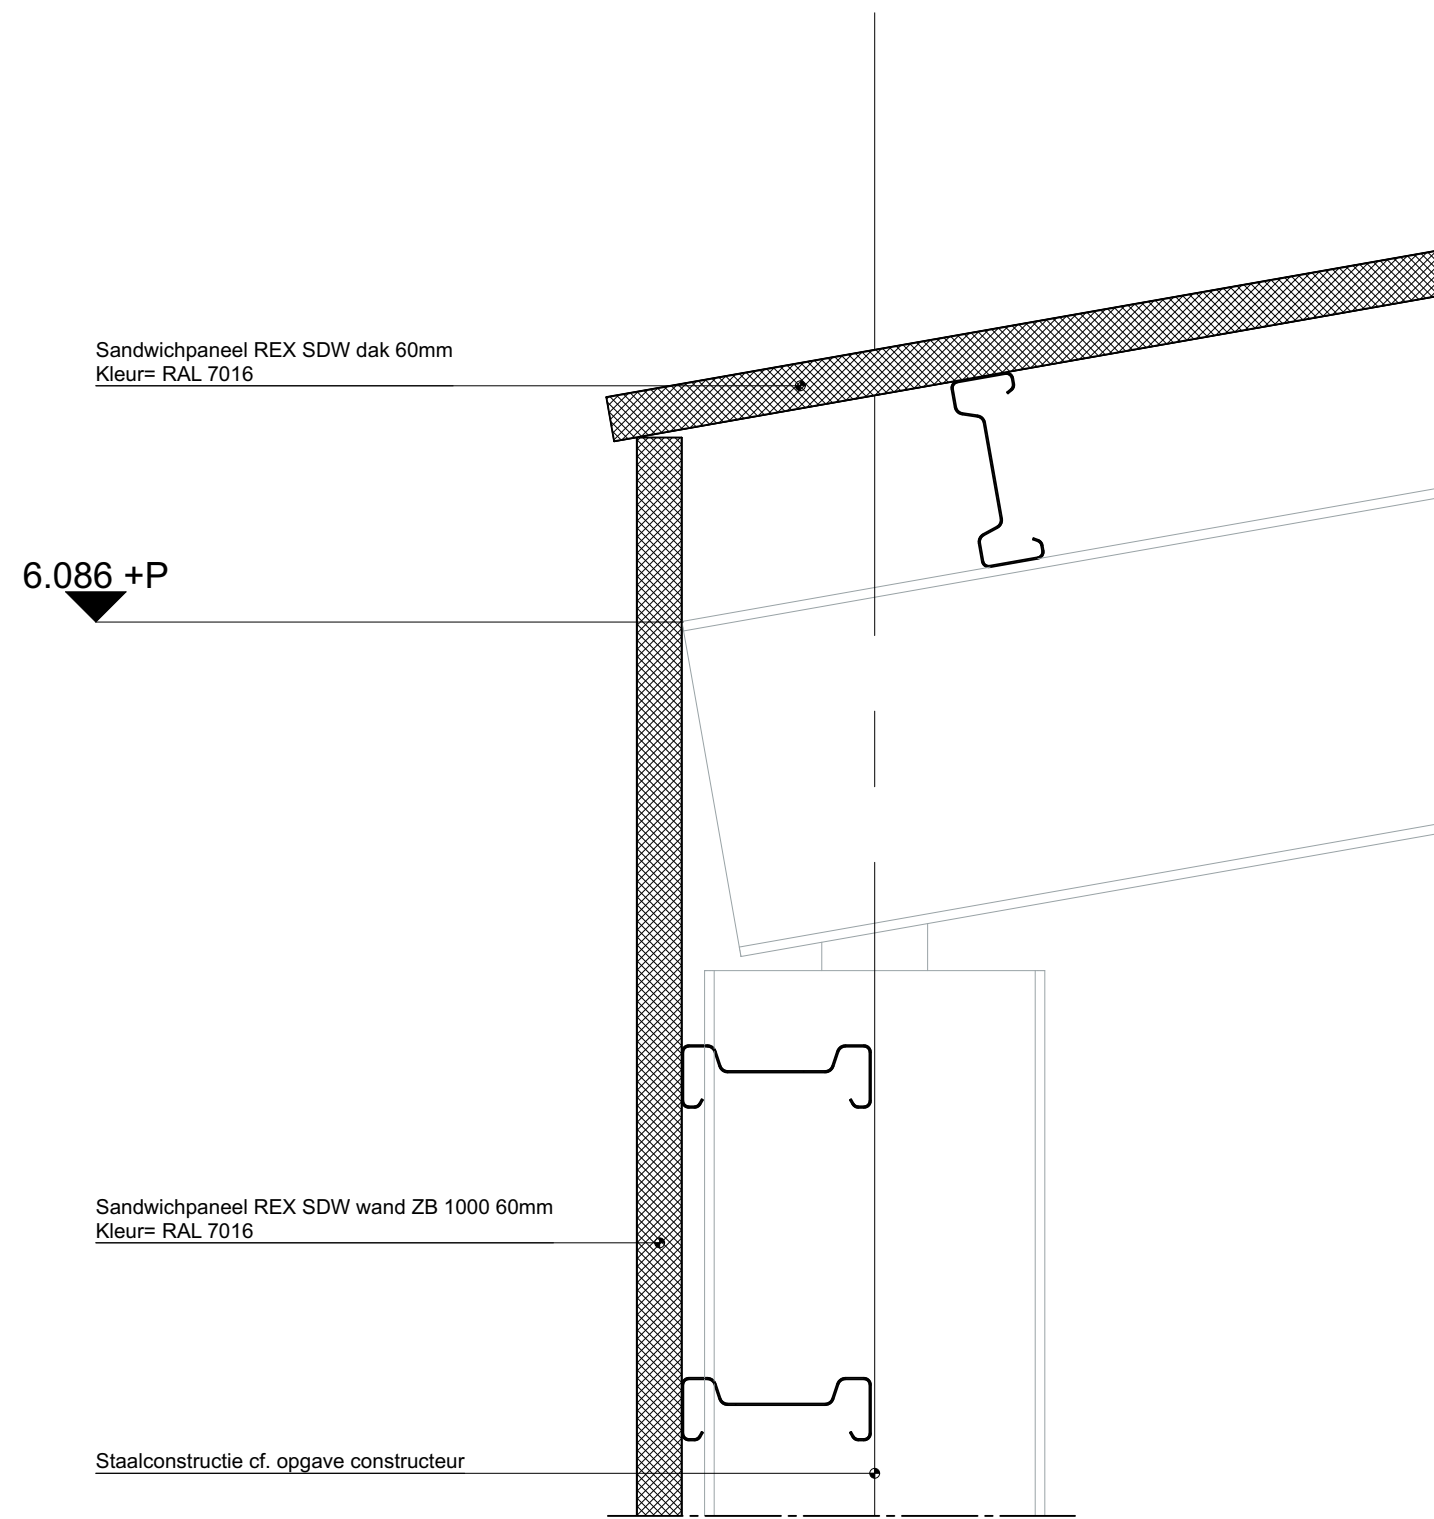 Sandwichpaneel REX SDW dak 60mm
Kleur= RAL 7016
6.086 +P
Sandwichpaneel REX SDW wand ZB 1000 60mm
Kleur= RAL 7016
Staalconstructie cf. opgave constructeur